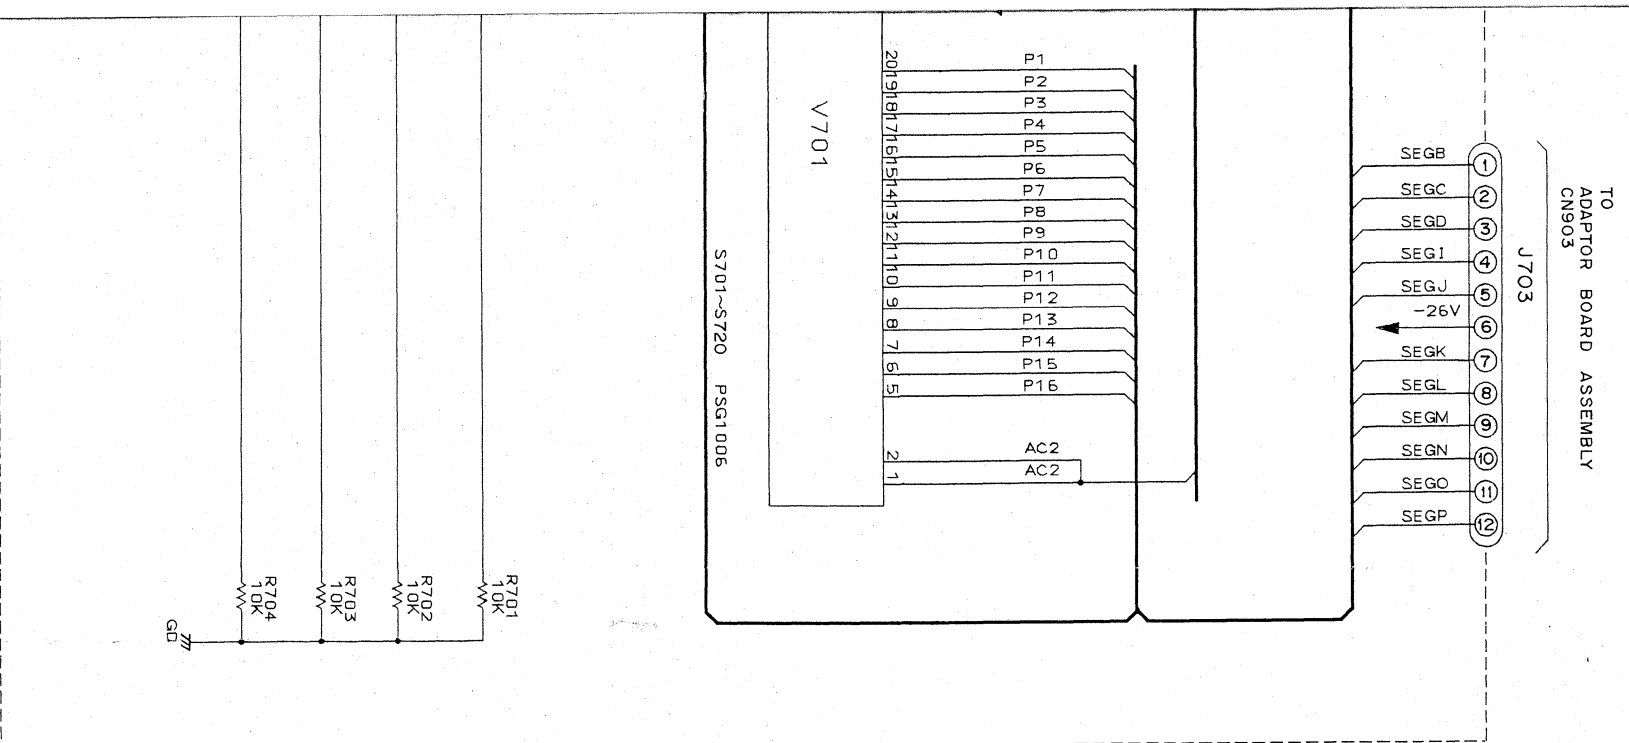 V701
20
19
18
17
16
15
14
13
12
11
10
9
8
7
6
5
2
1
P1
P2
P3
P4
P5
P6
P7
P8
P9
P10
P11
P12
P13
P14
P15
P16
AC2
AC2
S701~S720 PSG1006
SEGB 1
SEGC 2
SEGD 3
SEGI 4
SEGJ 5
-26V 6
SEGK 7
SEGL 8
SEGM 9
SEGN 10
SEGO 11
SEGP 12
J703
TO
ADAPTOR BOARD ASSEMBLY
CN903
R704
10K
R703
10K
R702
10K
R701
10K
GD